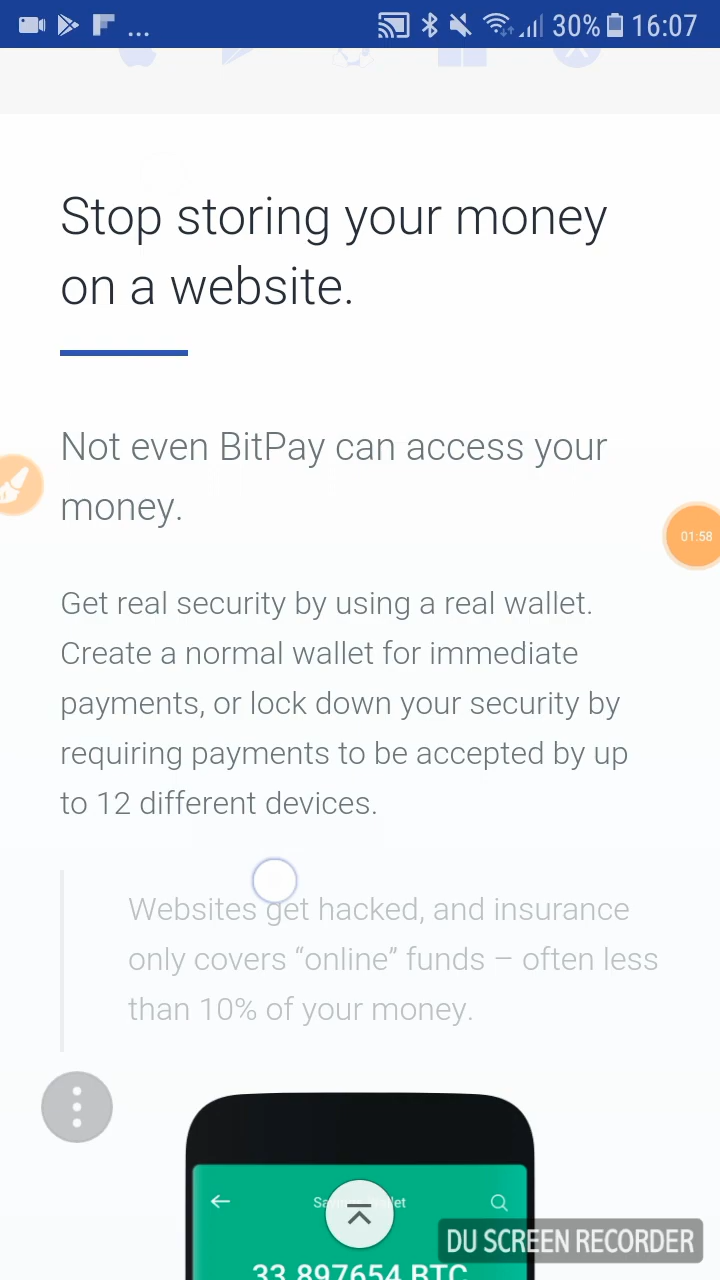 ... 30% 16:07
Stop storing your money
on a website.
Not even BitPay can access your
money.
01:58
Get real security by using a real wallet.
Create a normal wallet for immediate
payments, or lock down your security by
requiring payments to be accepted by up
to 12 different devices.
Websites get hacked, and insurance
only covers “online” funds – often less
than 10% of your money.
DU SCREEN RECORDER
33.897654 BTC